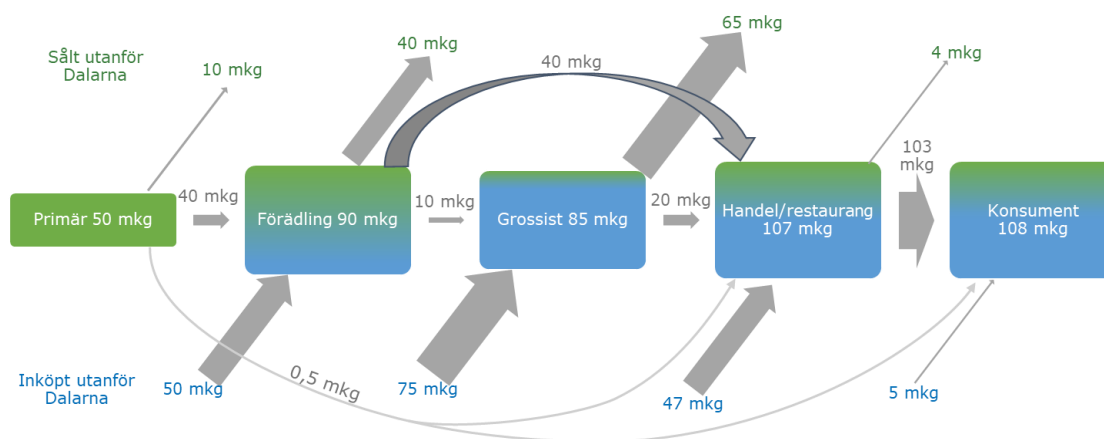 Sålt utanför
Dalarna
10 mkg
40 mkg
40 mkg
65 mkg
4 mkg
Primär 50 mkg
40 mkg
Förädling 90 mkg
10 mkg
Grossist 85 mkg
20 mkg
Handel/restaurang
107 mkg
103
mkg
Konsument
108 mkg
Inköpt utanför
Dalarna
50 mkg
0,5 mkg
75 mkg
47 mkg
5 mkg